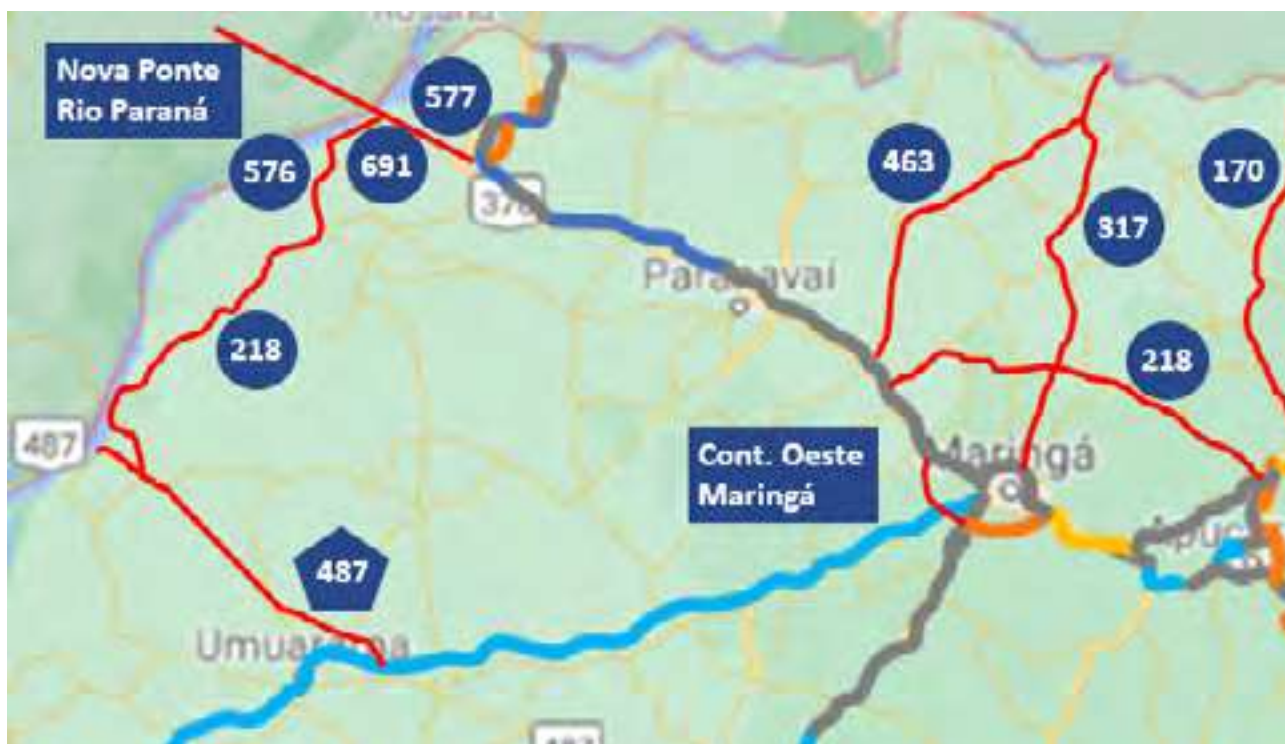 Nova Ponte
Rio Paraná
577
576
691
463
170
376
317
Paranavaí
218
218
487
Cont. Oeste
Maringá
Maringá
487
Umuarama